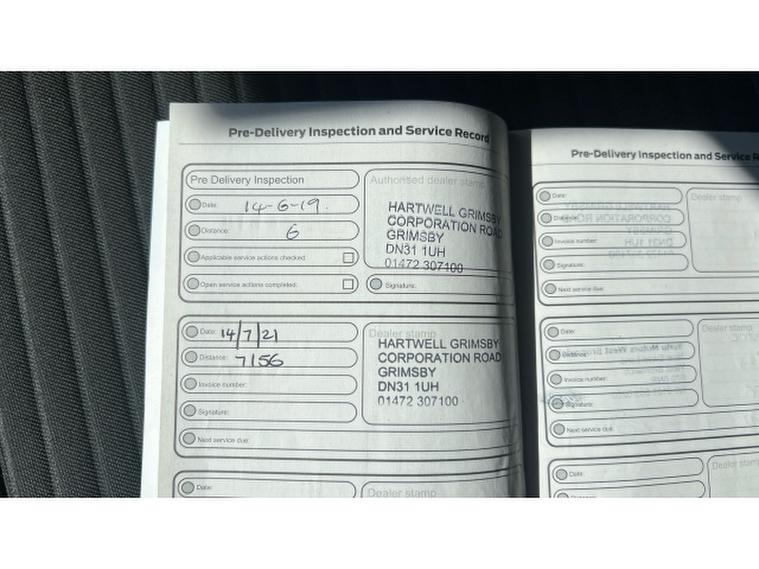 Pre-Delivery Inspection and Service Record
Pre Delivery Inspection
Authorised dealer stamp
Date: 14-6-19.
Distance: 6
Applicable service actions checked:
Open service actions completed:
HARTWELL GRIMSBY
CORPORATION ROAD
GRIMSBY
DN31 1UH
01472 307100
Signature:
Date: 14/7/21
Distance: 7156
Invoice number:
Signature:
Next service due:
Dealer stamp
HARTWELL GRIMSBY
CORPORATION ROAD
GRIMSBY
DN31 1UH
01472 307100
Date:
Dealer stamp
Pre-Delivery Inspection and Service R
Date:
Distance:
Invoice number:
Signature:
Next service due:
Dealer stamp
Date:
Distance:
Invoice number:
Signature:
Next service due:
Dealer stamp
Date:
Distance:
Dealer stamp